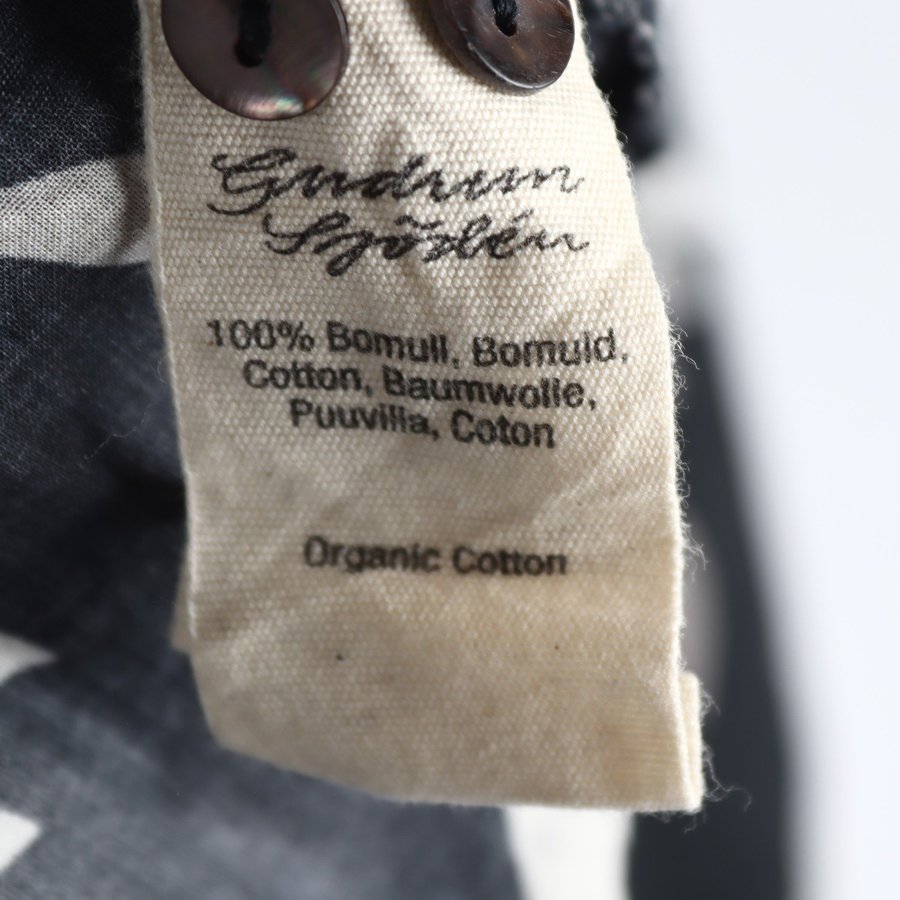 Gudrun
Sjödén
100% Bomull, Bomuld,
Cotton, Baumwolle,
Puuvilla, Coton
Organic Cotton